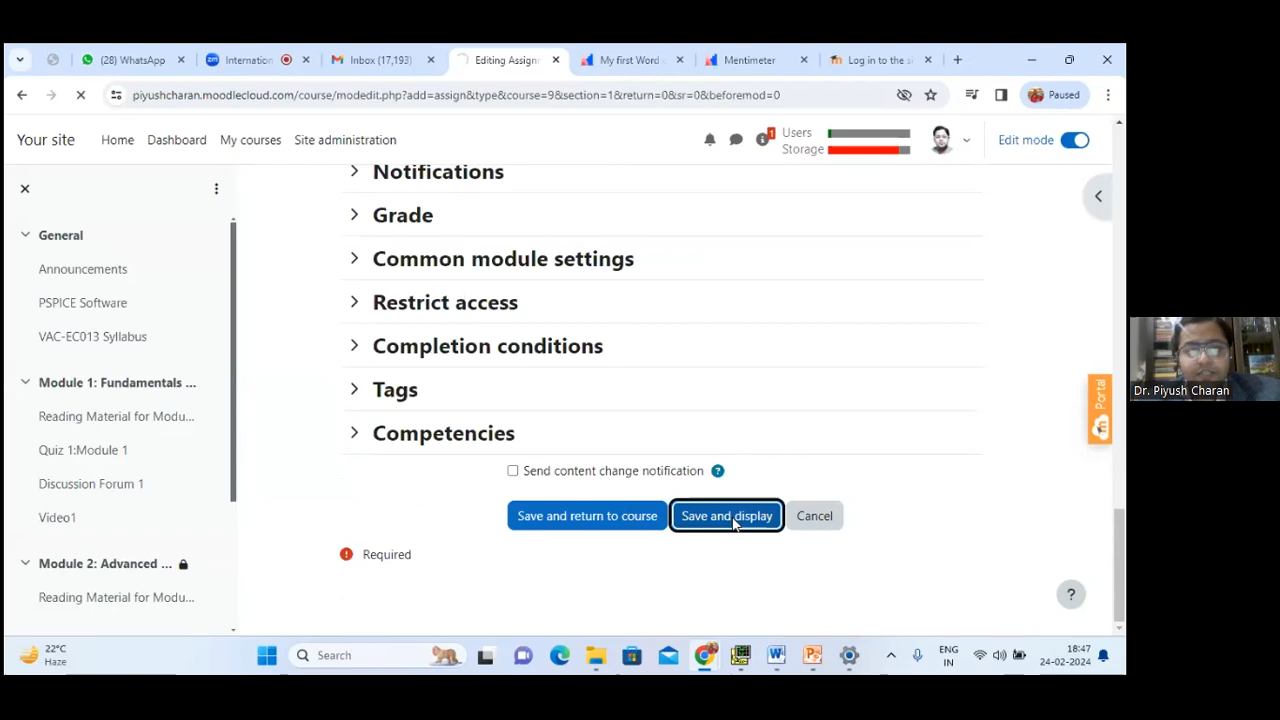 (28) WhatsApp
Internation
Inbox (17,193)
Editing Assignm
My first Word
Mentimeter
Log in to the si
piyushcharan.moodlecloud.com/course/modedit.php?add=assign&type&course=9&section=1&return=0&sr=0&beforemod=0
Paused
Your site
Home
Dashboard
My courses
Site administration
1
Users
Storage
Edit mode
Notifications
General
Grade
Announcements
Common module settings
PSPICE Software
Restrict access
VAC-EC013 Syllabus
Completion conditions
Module 1: Fundamentals ...
Tags
Reading Material for Modu...
Competencies
Quiz 1:Module 1
Send content change notification
Discussion Forum 1
Save and return to course
Save and display
Cancel
Video1
Required
Module 2: Advanced ...
Reading Material for Modu...
Portal
Dr. Piyush Charan
22°C
Haze
Search
ENG
IN
18:47
24-02-2024